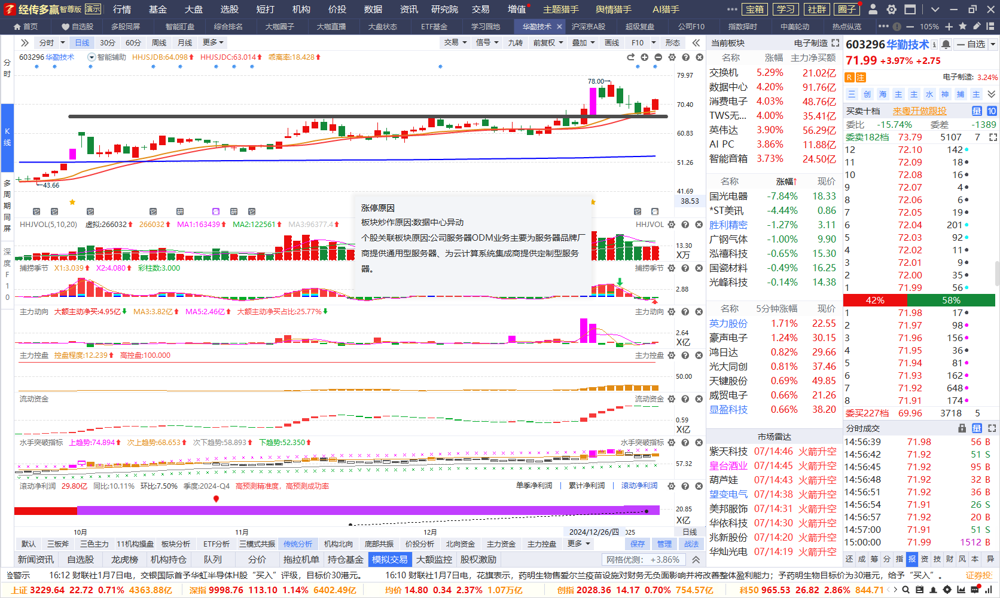 经传多赢 智尊版 演示 行情 基金 大盘 选股 短打 机构 价投 数据 资讯 研究院 交易 增值 主题猎手 舆情猎手 AI猎手 宝箱 学习 社群 圈子
首页 自选股 多股同屏 智能盯盘 综合排名 大咖圈子 大咖直播 大盘状态 ETF基金 学习园地 华勤技术 沪深京A股 超级复盘 公司F10 指数择时 中美轮动 热点纵览 105%
分时 日线 30分 60分 周线 月线 更多 交易 信号 九转 前复权 叠加 画线 F10 形态
603296 华勤技术 智能辅助 HHJSJDB:64.098 HHJSJDC:63.014 乖离率:18.428
分时
K线
多周期同屏
深度F10
79.97
78.00
70.40
60.83
51.26
43.66
41.69
38.53
HHJVOL(5,10,20) 虚拟:266032 266032 MA1:163439 MA2:122561 MA3:96377.4 HHJVOL
13.30
X万
涨停原因
板块炒作原因:数据中心异动
个股关联板块原因:公司服务器ODM业务主要为服务器品牌厂
商提供通用型服务器、为云计算系统集成商提供定制型服务
器。
捕捞季节 X1:3.039 X2:4.080 彩柱数:3.000 捕捞季节
2.88
主力动向 大额主动净买:4.95亿 MA3:3.82亿 MA5:2.46亿 大额主动净买占比:25.77% 主力动向
2.64
X亿
主力控盘 控盘程度:12.239 高控盘:100.000 主力控盘
50.00
流动资金 流动资金
0.59
X亿
水手突破指标 上趋势:74.894 次上趋势:68.653 次下趋势:58.893 下趋势:52.350 水手突破指标
57.32
滚动净利润 29.80亿 同比:10.11% 环比:7.50% 季度:2024-Q4 高预测精准度，高预测成功率 单季净利润 累计净利润 滚动净利润
20.85
X亿
10月 11月 12月 2024/12/26/四 025 日线
默认 三板斧 三色主力 11机构操盘 板块分析 ETF分析 三模式共振 传统分析 机构北向 底部共振 价投分析 北向资金 主力资金 主力控盘 更多 保存 管理 战法
新闻资讯 自选股 龙虎榜 机构持仓 队列 分价 拖拉机单 持仓基金 模拟交易 大额监控 股权激励 网格优测: +3.86%
当前板块 电子制造
名称 涨幅 主力净买额
交换机 5.29% 21.02亿
数据中心 4.20% 91.76亿
消费电子 4.03% 48.76亿
TWS无... 4.00% 35.41亿
英伟达 3.90% 56.29亿
AI PC 3.86% 11.88亿
智能音箱 3.73% 24.50亿
名称 涨幅↑ 现价
国光电器 -7.84% 18.33
*ST美讯 -4.44% 0.86
胜利精密 -1.27% 3.11
广钢气体 -1.00% 9.90
泓禧科技 -0.65% 15.30
国瓷材料 -0.49% 16.25
光峰科技 -0.14% 14.38
名称 5分钟涨幅 现价
英力股份 1.71% 22.55
豪声电子 1.24% 30.15
鸿日达 0.82% 29.66
光大同创 0.81% 37.46
天键股份 0.69% 49.85
威贸电子 0.66% 21.26
显盈科技 0.66% 38.20
市场雷达
紫天科技 07/14:46 火箭升空
皇台酒业 07/14:45 火箭升空
葫芦娃 07/14:43 火箭升空
望变电气 07/14:38 火箭升空
美邦服饰 07/14:31 火箭升空
华依科技 07/14:30 火箭升空
兆新股份 07/14:20 火箭升空
华灿光电 07/14:19 火箭升空
603296 华勤技术 自选
71.99 +3.97% +2.75
R 注 电子制造: 3.24%
三 创 海 主 主 水 神 捕 主
买卖十档 来粤开做跟投 量 10
委比 -15.74% 委差 -1389
委卖182档 73.79 5107 7
12 72.10 142
11 72.09 18
10 72.08 16
9 72.07 4
8 72.06 6
7 72.05 19
6 72.04 201
5 72.03 92
4 72.02 11
3 72.01 9
2 72.00 35
1 71.99 56
42% 58%
1 71.98 17
2 71.97 98
3 71.96 156
4 71.95 36
5 71.94 81
6 71.93 162
7 71.92 648
8 71.91 174
委买227档 69.96 3718 5
分时成交 量
14:56:39 71.98 56 B
14:56:42 71.92 51 S
14:56:45 71.92 95 B
14:56:48 71.92 32 B
14:56:51 71.92 36 B
14:56:54 71.91 26 S
14:56:57 71.92 20 B
14:57:00 71.91 51 S
15:00:00 71.99 1512 B
还 成 筹 分 指 报 资 技 财 风 本 异
佥警示 16:12 财联社1月7日电，交银国际首予华虹半导体H股“买入”评级，目标价30港元。 16:10 财联社1月7日电，花旗表示，药明生物售爱尔兰疫苗设施对财务无负面影响并将改善整体盈利能力；予药明生物目标价为30港元，给予“买入”。 证券投
上证 3229.64 22.72 0.71% 4363.88亿 深指 9998.76 113.10 1.14% 6402.49亿 均价 14.80 0.34 2.37% 1.07万亿 创指 2028.36 14.17 0.70% 754.57亿 科50 965.53 26.82 2.86% 844.71